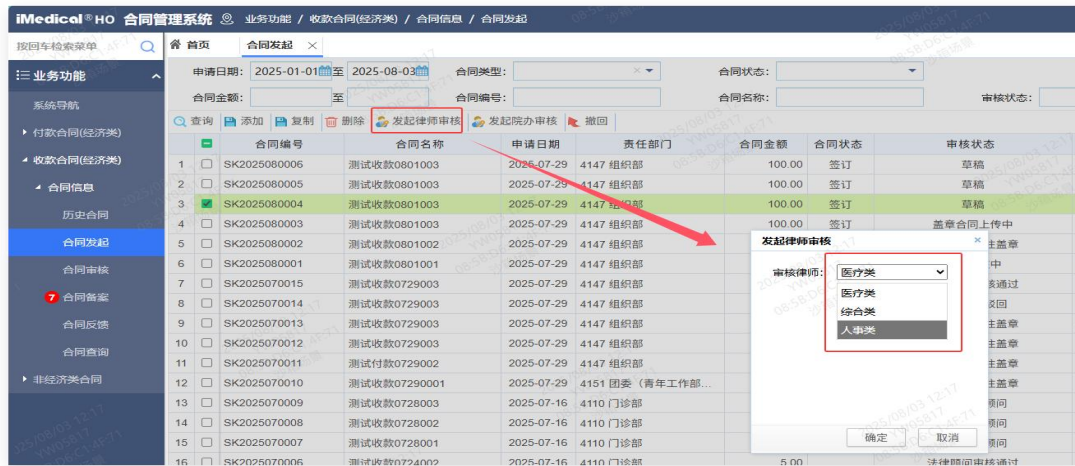 iMedical®HO 合同管理系统 业务功能 / 收款合同(经济类) / 合同信息 / 合同发起
按回车检索菜单
首页 合同发起 ×
业务功能
系统导航
付款合同(经济类)
收款合同(经济类)
合同信息
历史合同
合同发起
合同审核
7 合同备案
合同反馈
合同查询
非经济类合同
申请日期: 2025-01-01 至 2025-08-03 合同类型: 合同状态:
合同金额: 至 合同编号: 合同名称: 审核状态:
查询 添加 复制 删除 发起律师审核 发起院办审核 撤回
合同编号 合同名称 申请日期 责任部门 合同金额 合同状态 审核状态
1 SK2025080006 测试收款0801003 2025-07-29 4147 组织部 100.00 签订 草稿
2 SK2025080005 测试收款0801003 2025-07-29 4147 组织部 100.00 签订 草稿
3 SK2025080004 测试收款0801003 2025-07-29 4147 组织部 100.00 签订 草稿
4 SK2025080003 测试收款0801003 2025-07-29 4147 组织部 100.00 签订 盖章合同上传中
5 SK2025080002 测试收款0801002 2025-07-29 4147 组织部 主盖章
6 SK2025080001 测试收款0801001 2025-07-29 4147 组织部 中
7 SK2025070015 测试收款0729003 2025-07-29 4147 组织部 通过
8 SK2025070014 测试收款0729003 2025-07-29 4147 组织部 回
9 SK2025070013 测试收款0729003 2025-07-29 4147 组织部 主盖章
10 SK2025070012 测试收款0729003 2025-07-29 4147 组织部 主盖章
11 SK2025070011 测试付款0729002 2025-07-29 4147 组织部 主盖章
12 SK2025070010 测试收款07290001 2025-07-29 4151 团委（青年工作部... 主盖章
13 SK2025070009 测试收款0728003 2025-07-16 4110 门诊部 顾问
14 SK2025070008 测试收款0728002 2025-07-16 4110 门诊部 顾问
15 SK2025070007 测试收款0728001 2025-07-16 4110 门诊部 顾问
16 SK2025070006 测试收款0724002 2025-07-16 4110 门诊部 5.00 法律顾问审核通过
发起律师审核 ×
审核律师: 医疗类
医疗类
综合类
人事类
确定 取消